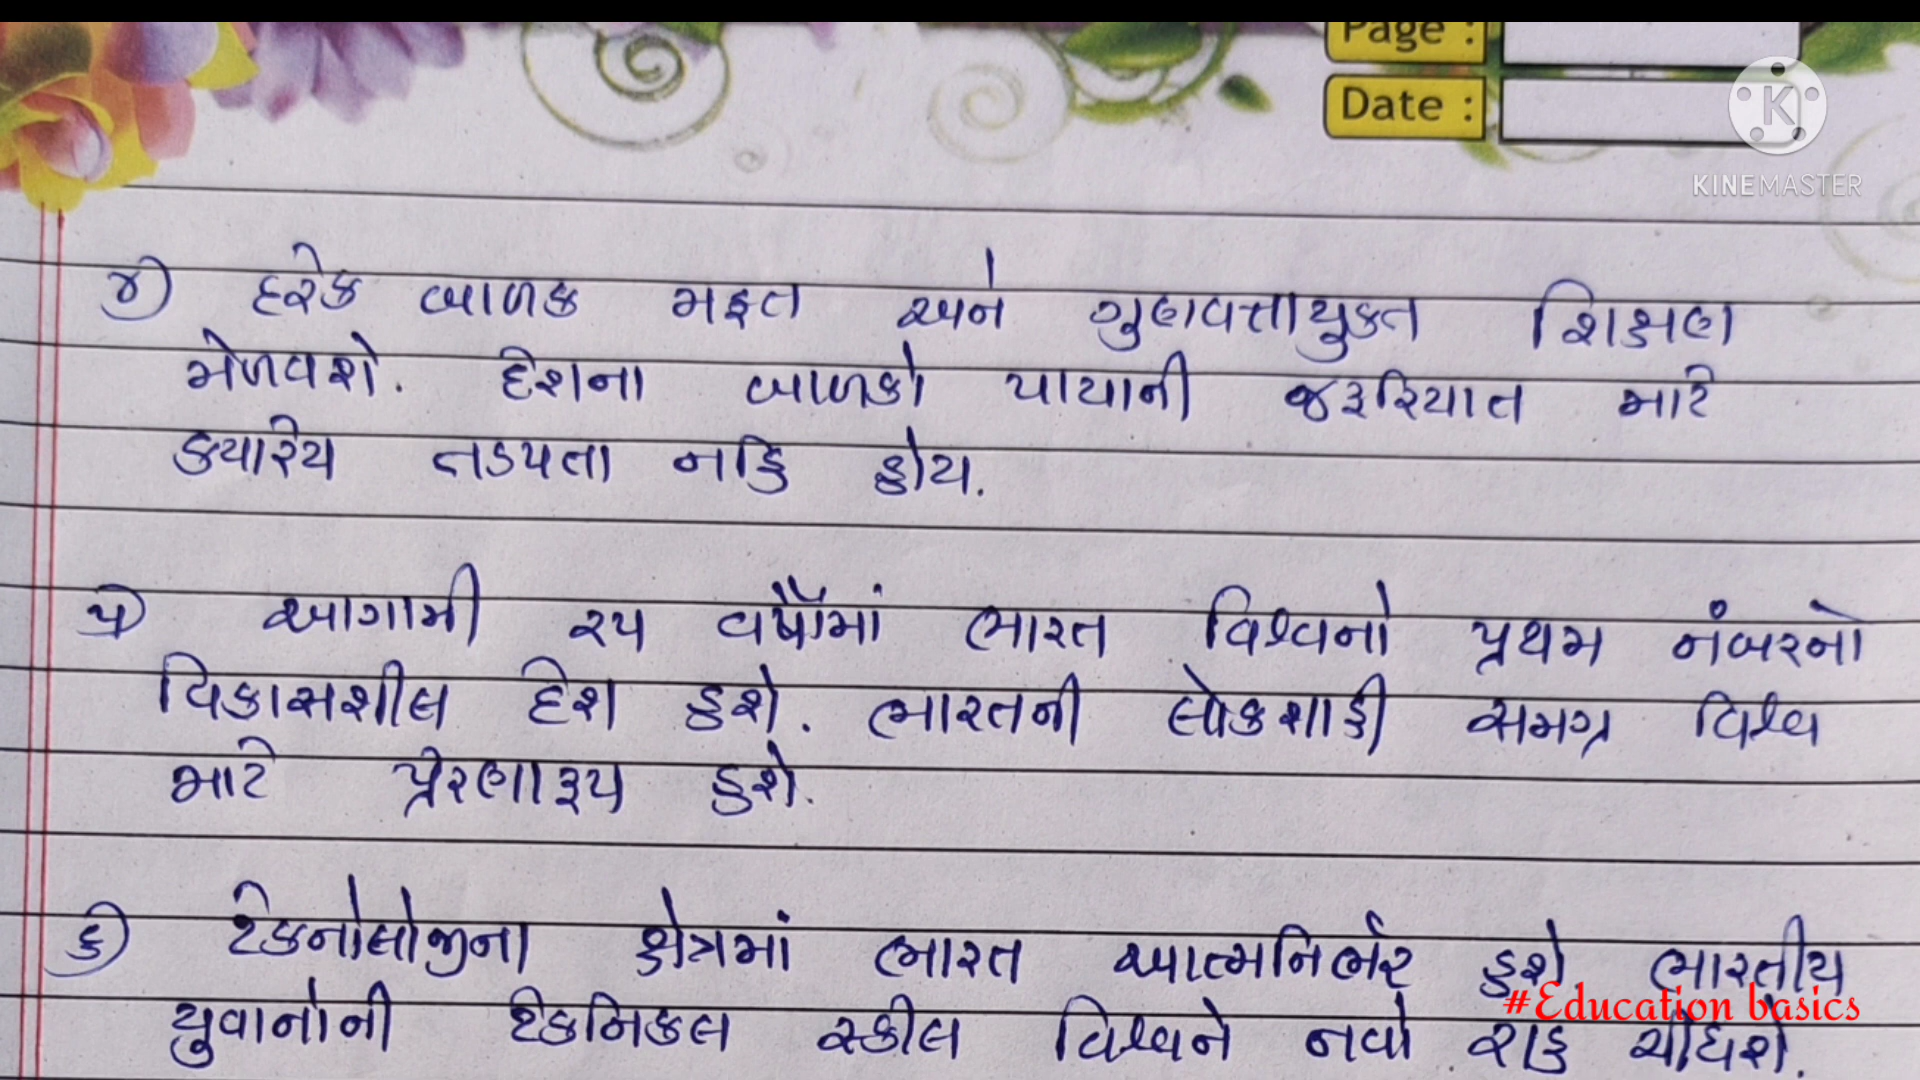 Page :
Date :
K
KINEMASTER
૪) દરેક બાળક મફત અને ગુણવત્તાયુક્ત શિક્ષણ
મેળવશે. દેશના બાળકો પાયાની જરૂરિયાત માટે
ક્યારેય તડપતા નહિ હોય.
૫) આગામી ૨૫ વર્ષોમાં ભારત વિશ્વનો પ્રથમ નંબરનો
વિકાસશીલ દેશ હશે. ભારતની લોકશાહી સમગ્ર વિશ્વ
માટે પ્રેરણારૂપ હશે.
૬) ટેકનોલોજીના ક્ષેત્રમાં ભારત આત્મનિર્ભર હશે. ભારતીય
યુવાનોની ટેકનિકલ સ્કીલ વિશ્વને નવો રાહ ચીંધશે.
#Education basics